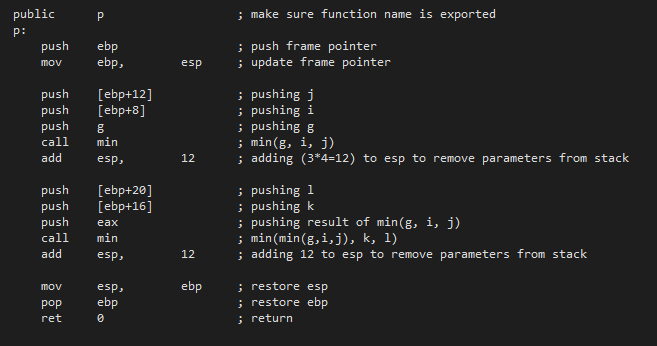 public p ; make sure function name is exported
p:
push ebp ; push frame pointer
mov ebp, esp ; update frame pointer
push [ebp+12] ; pushing j
push [ebp+8] ; pushing i
push g ; pushing g
call min ; min(g, i, j)
add esp, 12 ; adding (3*4=12) to esp to remove parameters from stack
push [ebp+20] ; pushing l
push [ebp+16] ; pushing k
push eax ; pushing result of min(g, i, j)
call min ; min(min(g,i,j), k, l)
add esp, 12 ; adding 12 to esp to remove parameters from stack
mov esp, ebp ; restore esp
pop ebp ; restore ebp
ret 0 ; return